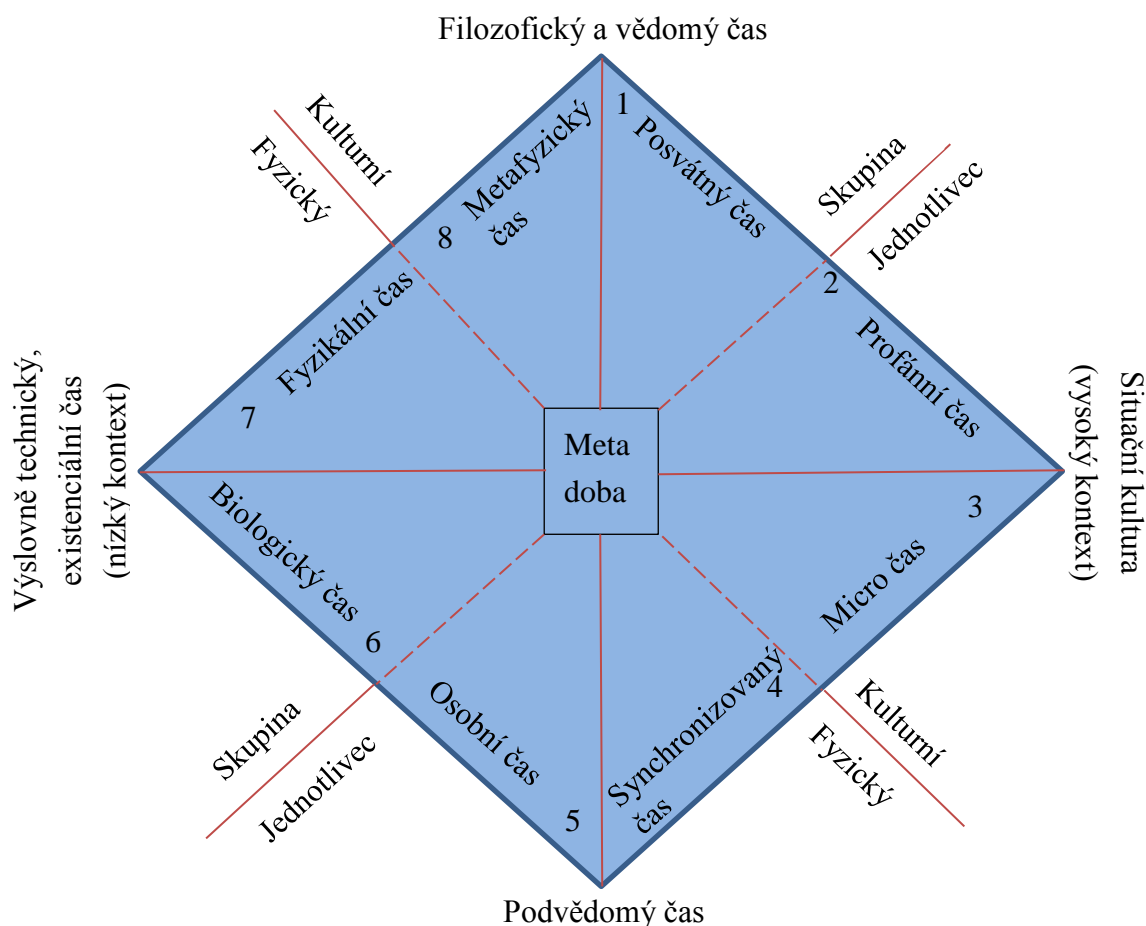 Filozofický a vědomý čas
Kulturní
Fyzický
8
Metafyzický
čas
1
Posvátný čas
Skupina
Jednotlivec
2
Profánní čas
Fyzikální čas
7
Výslovně technický,
existenciální čas
(nízký kontext)
Meta
doba
Situační kultura
(vysoký kontext)
3
Micro čas
Biologický čas
6
Osobní čas
5
Synchronizovaný
čas
4
Skupina
Jednotlivec
Kulturní
Fyzický
Podvědomý čas